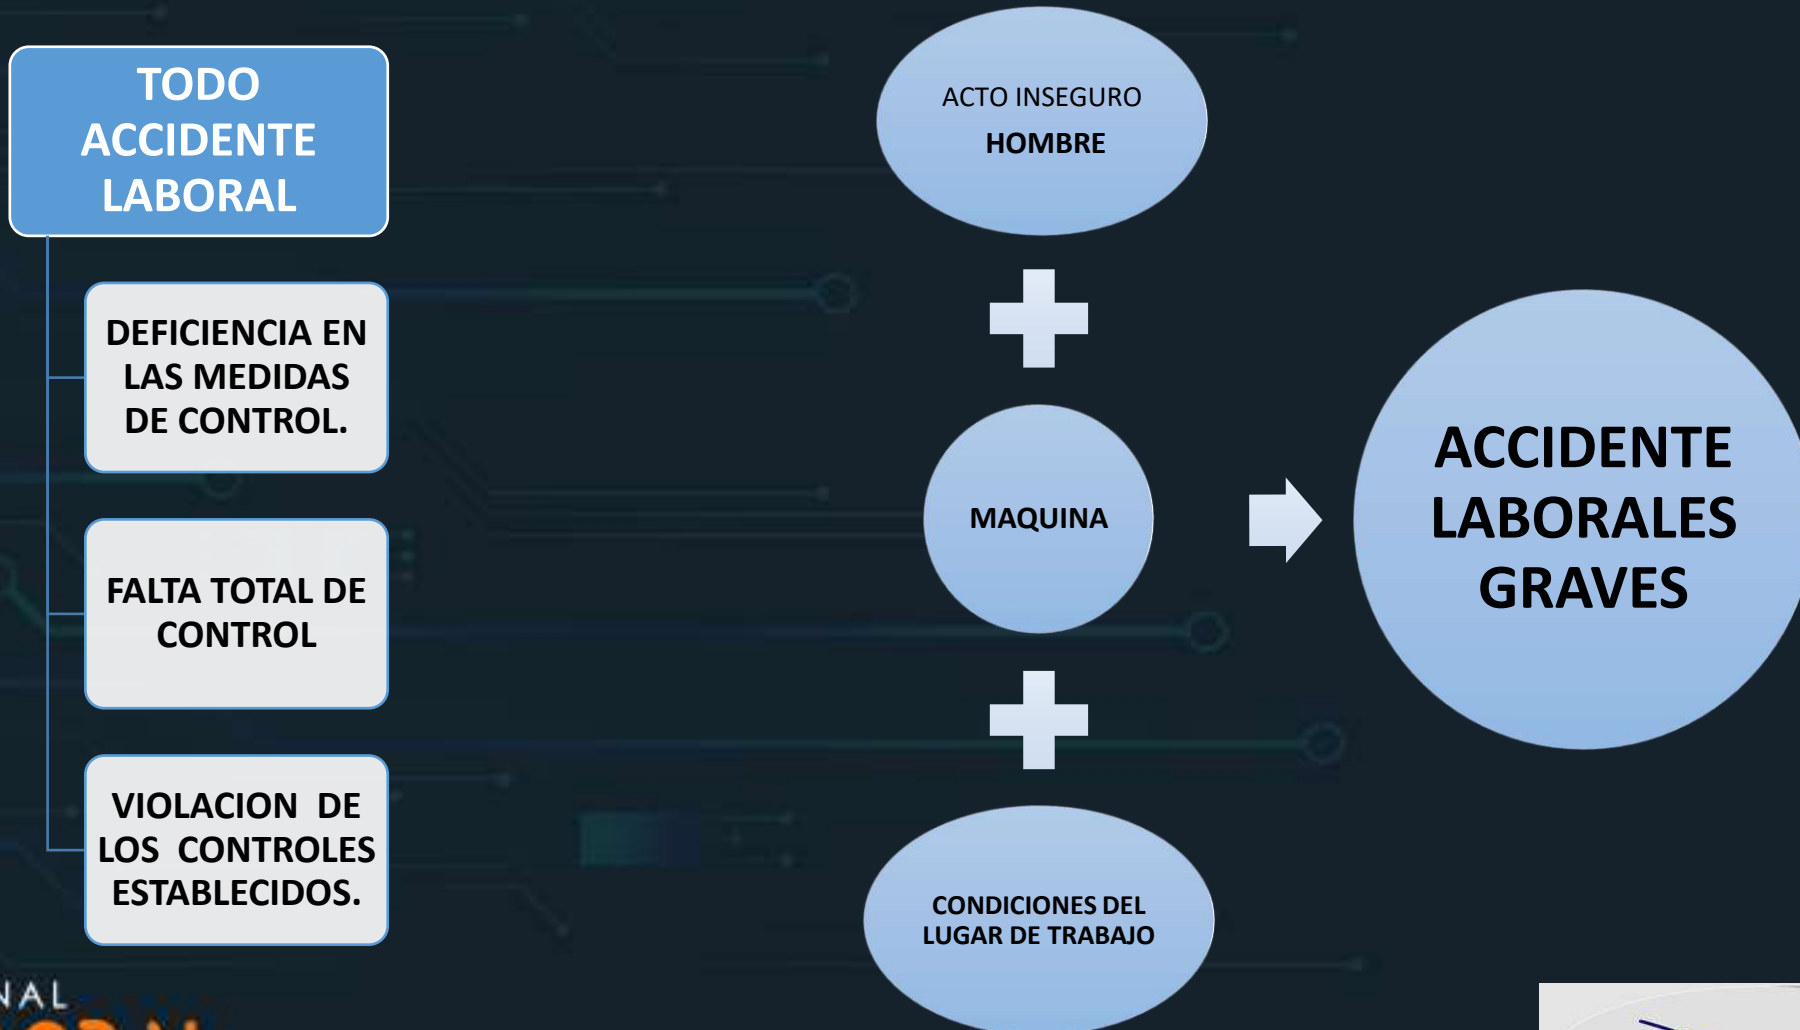 TODO
ACCIDENTE
LABORAL
DEFICIENCIA EN
LAS MEDIDAS
DE CONTROL.
FALTA TOTAL DE
CONTROL
VIOLACION DE
LOS CONTROLES
ESTABLECIDOS.
ACTO INSEGURO
HOMBRE
MAQUINA
CONDICIONES DEL
LUGAR DE TRABAJO
ACCIDENTE
LABORALES
GRAVES
NAL